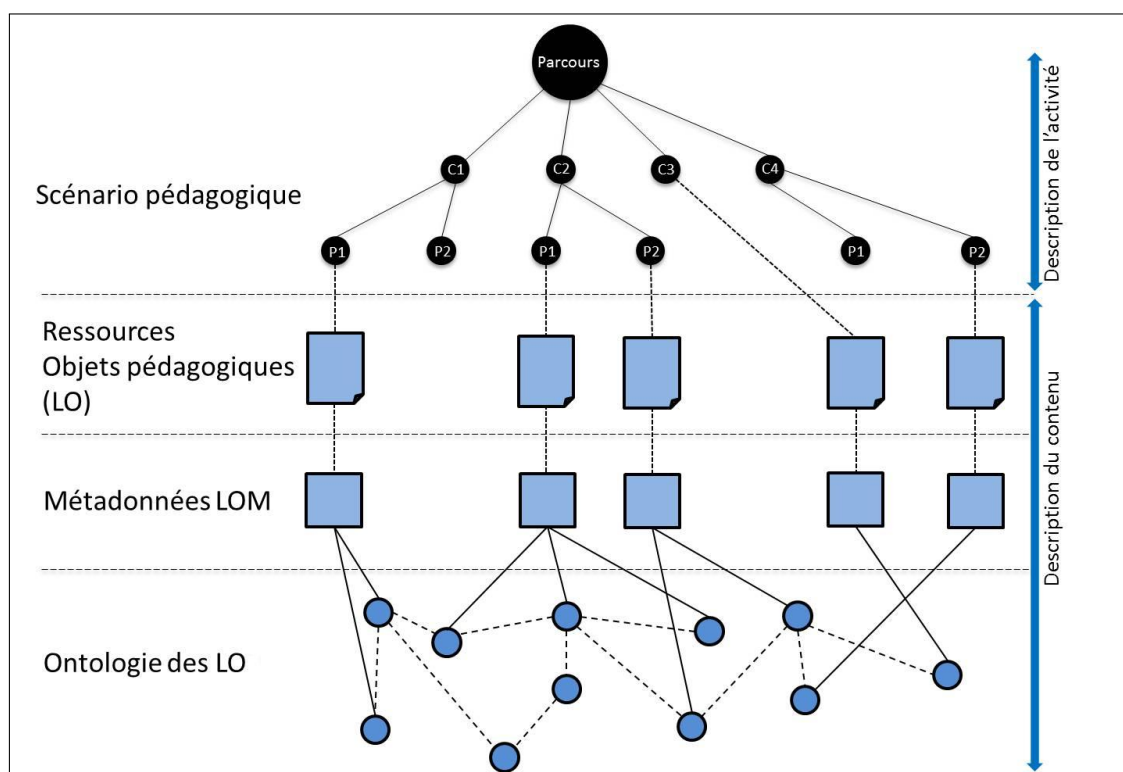 Parcours
C1
C2
C3
C4
Scénario pédagogique
P1
P2
P1
P2
P1
P2
Description de l'activité
Ressources
Objets pédagogiques
(LO)
Métadonnées LOM
Ontologie des LO
Description du contenu